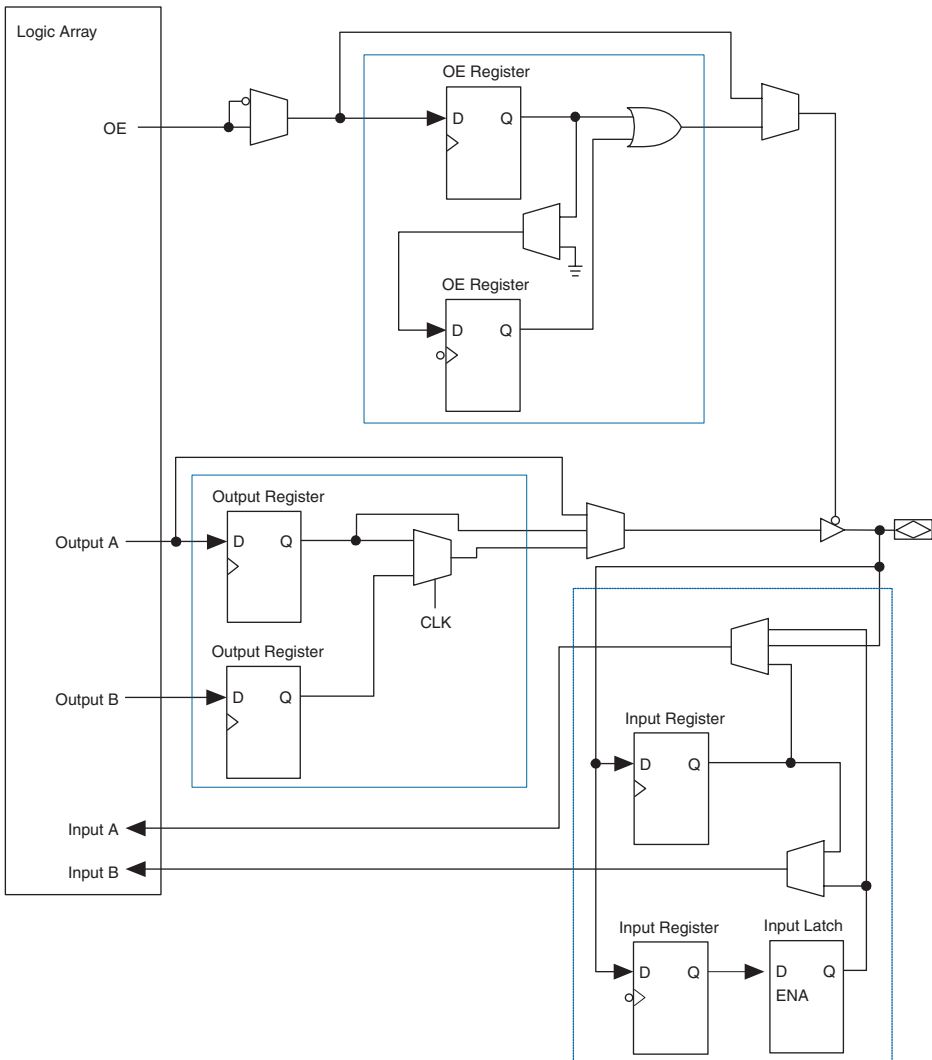 Logic Array
OE Register
OE
D Q
OE Register
D Q
Output Register
Output A
D Q
CLK
Output Register
Output B
D Q
Input Register
D Q
Input A
Input B
Input Register
Input Latch
D Q
D Q
ENA